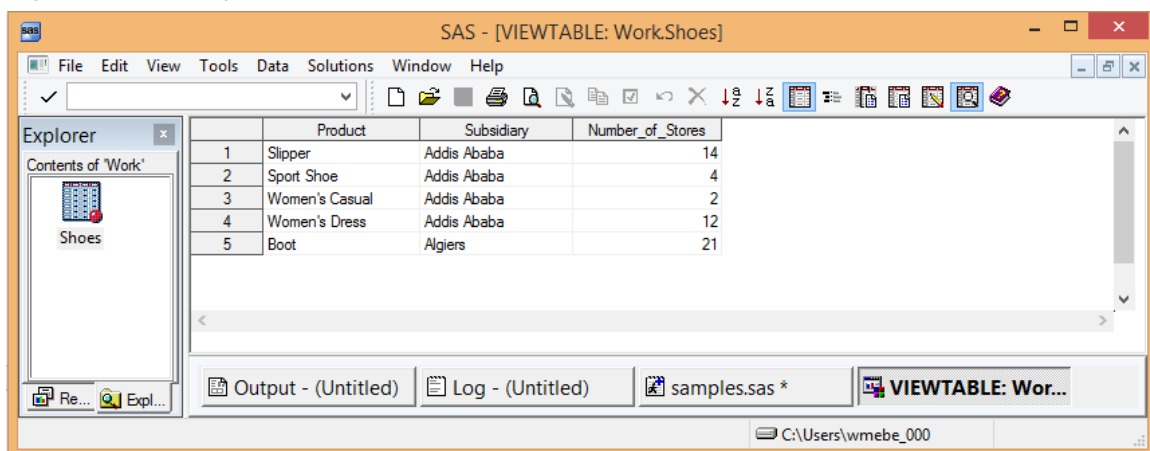 sas
SAS - [VIEWTABLE: Work.Shoes]
File Edit View Tools Data Solutions Window Help
Explorer
Contents of 'Work'
Shoes
Product Subsidiary Number_of_Stores
1 Slipper Addis Ababa 14
2 Sport Shoe Addis Ababa 4
3 Women's Casual Addis Ababa 2
4 Women's Dress Addis Ababa 12
5 Boot Algiers 21
Re... Expl...
Output - (Untitled) Log - (Untitled) samples.sas * VIEWTABLE: Wor...
C:\Users\wmebe_000